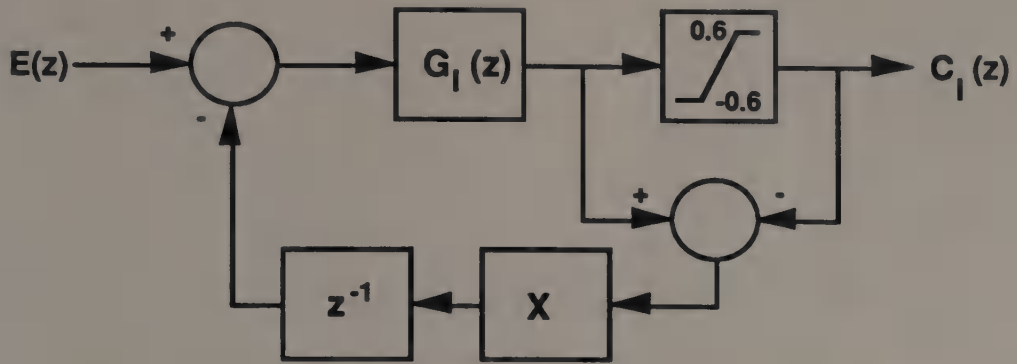 +
E(z)
G_I(z)
0.6
-0.6
C_I(z)
-
+
-
z^-1
X